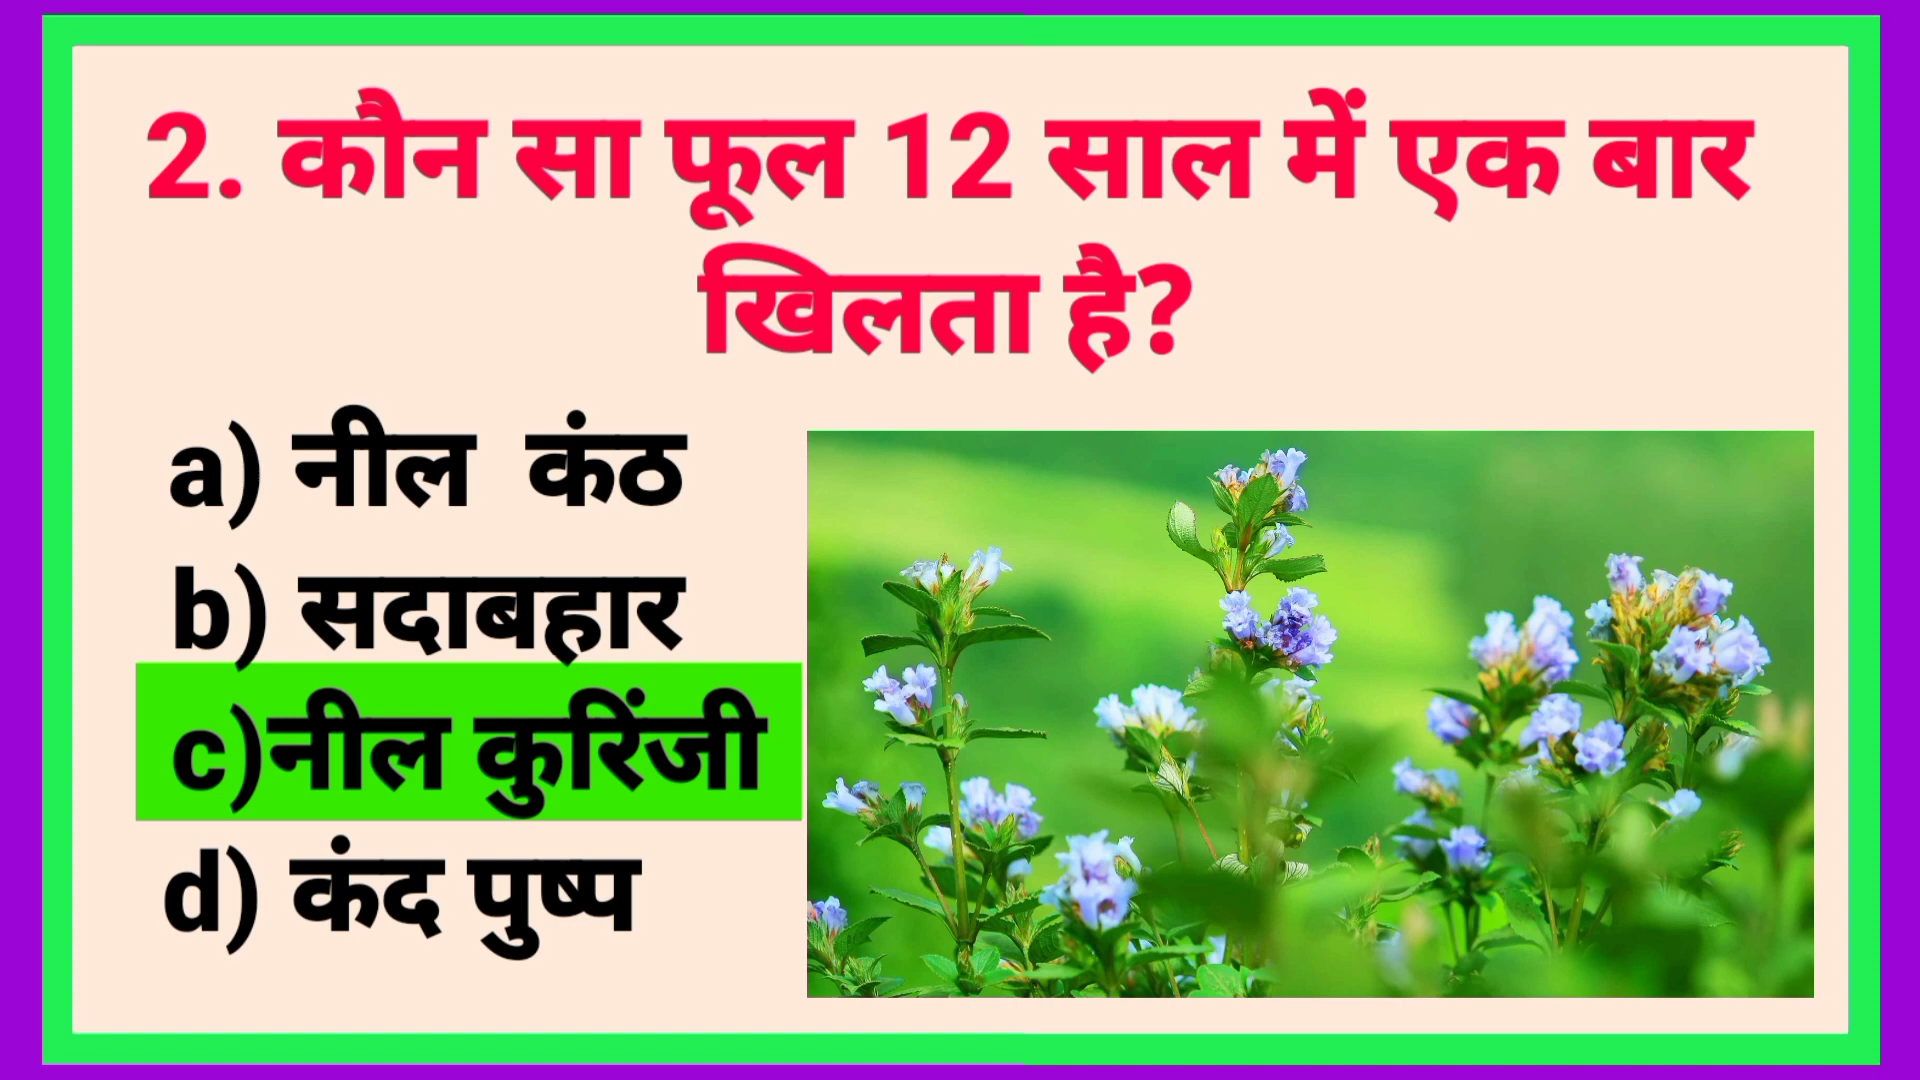 2. कौन सा फूल 12 साल में एक बार
खिलता है?
a) नील कंठ
b) सदाबहार
c)नील कुरिंजी
d) कंद पुष्प